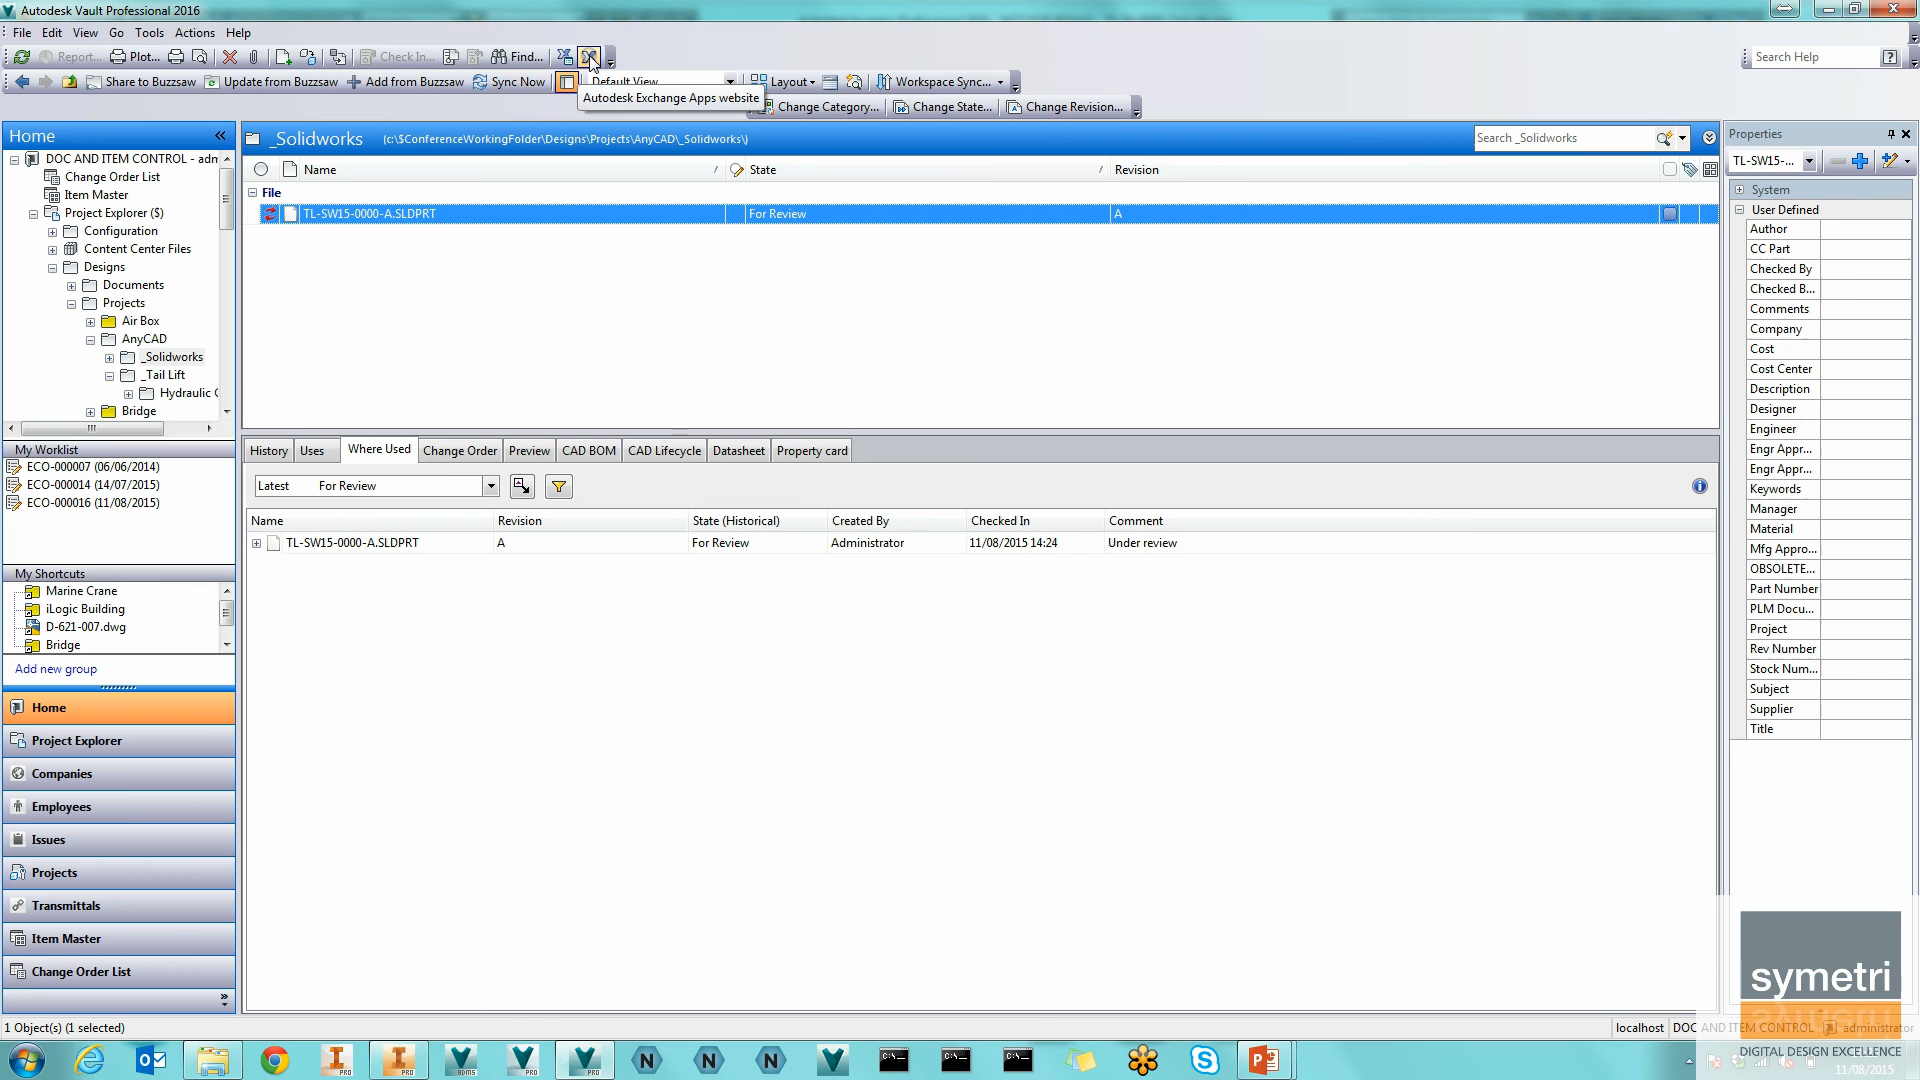 Autodesk Vault Professional 2016
File Edit View Go Tools Actions Help
Report... Plot... Check In... Find... Search Help
Share to Buzzsaw Update from Buzzsaw Add from Buzzsaw Sync Now Default View Layout Workspace Sync...
Autodesk Exchange Apps website
Change Category... Change State... Change Revision...
Home
DOC AND ITEM CONTROL - adm
Change Order List
Item Master
Project Explorer ($)
Configuration
Content Center Files
Designs
Documents
Projects
Air Box
AnyCAD
_Solidworks
_Tail Lift
Hydraulic C
Bridge
My Worklist
ECO-000007 (06/06/2014)
ECO-000014 (14/07/2015)
ECO-000016 (11/08/2015)
My Shortcuts
Marine Crane
iLogic Building
D-621-007.dwg
Bridge
Add new group
Home
Project Explorer
Companies
Employees
Issues
Projects
Transmittals
Item Master
Change Order List
_Solidworks (c:\$ConferenceWorkingFolder\Designs\Projects\AnyCAD\_Solidworks\) Search _Solidworks
Name State Revision
File
TL-SW15-0000-A.SLDPRT For Review A
History Uses Where Used Change Order Preview CAD BOM CAD Lifecycle Datasheet Property card
Latest For Review
Name Revision State (Historical) Created By Checked In Comment
TL-SW15-0000-A.SLDPRT A For Review Administrator 11/08/2015 14:24 Under review
Properties
TL-SW15-...
System
User Defined
Author
CC Part
Checked By
Checked B...
Comments
Company
Cost
Cost Center
Description
Designer
Engineer
Engr Appr...
Engr Appr...
Keywords
Manager
Material
Mfg Appro...
OBSOLETE...
Part Number
PLM Docu...
Project
Rev Number
Stock Num...
Subject
Supplier
Title
symetri
DIGITAL DESIGN EXCELLENCE
1 Object(s) (1 selected) localhost DOC AND ITEM CONTROL administrator
11/08/2015